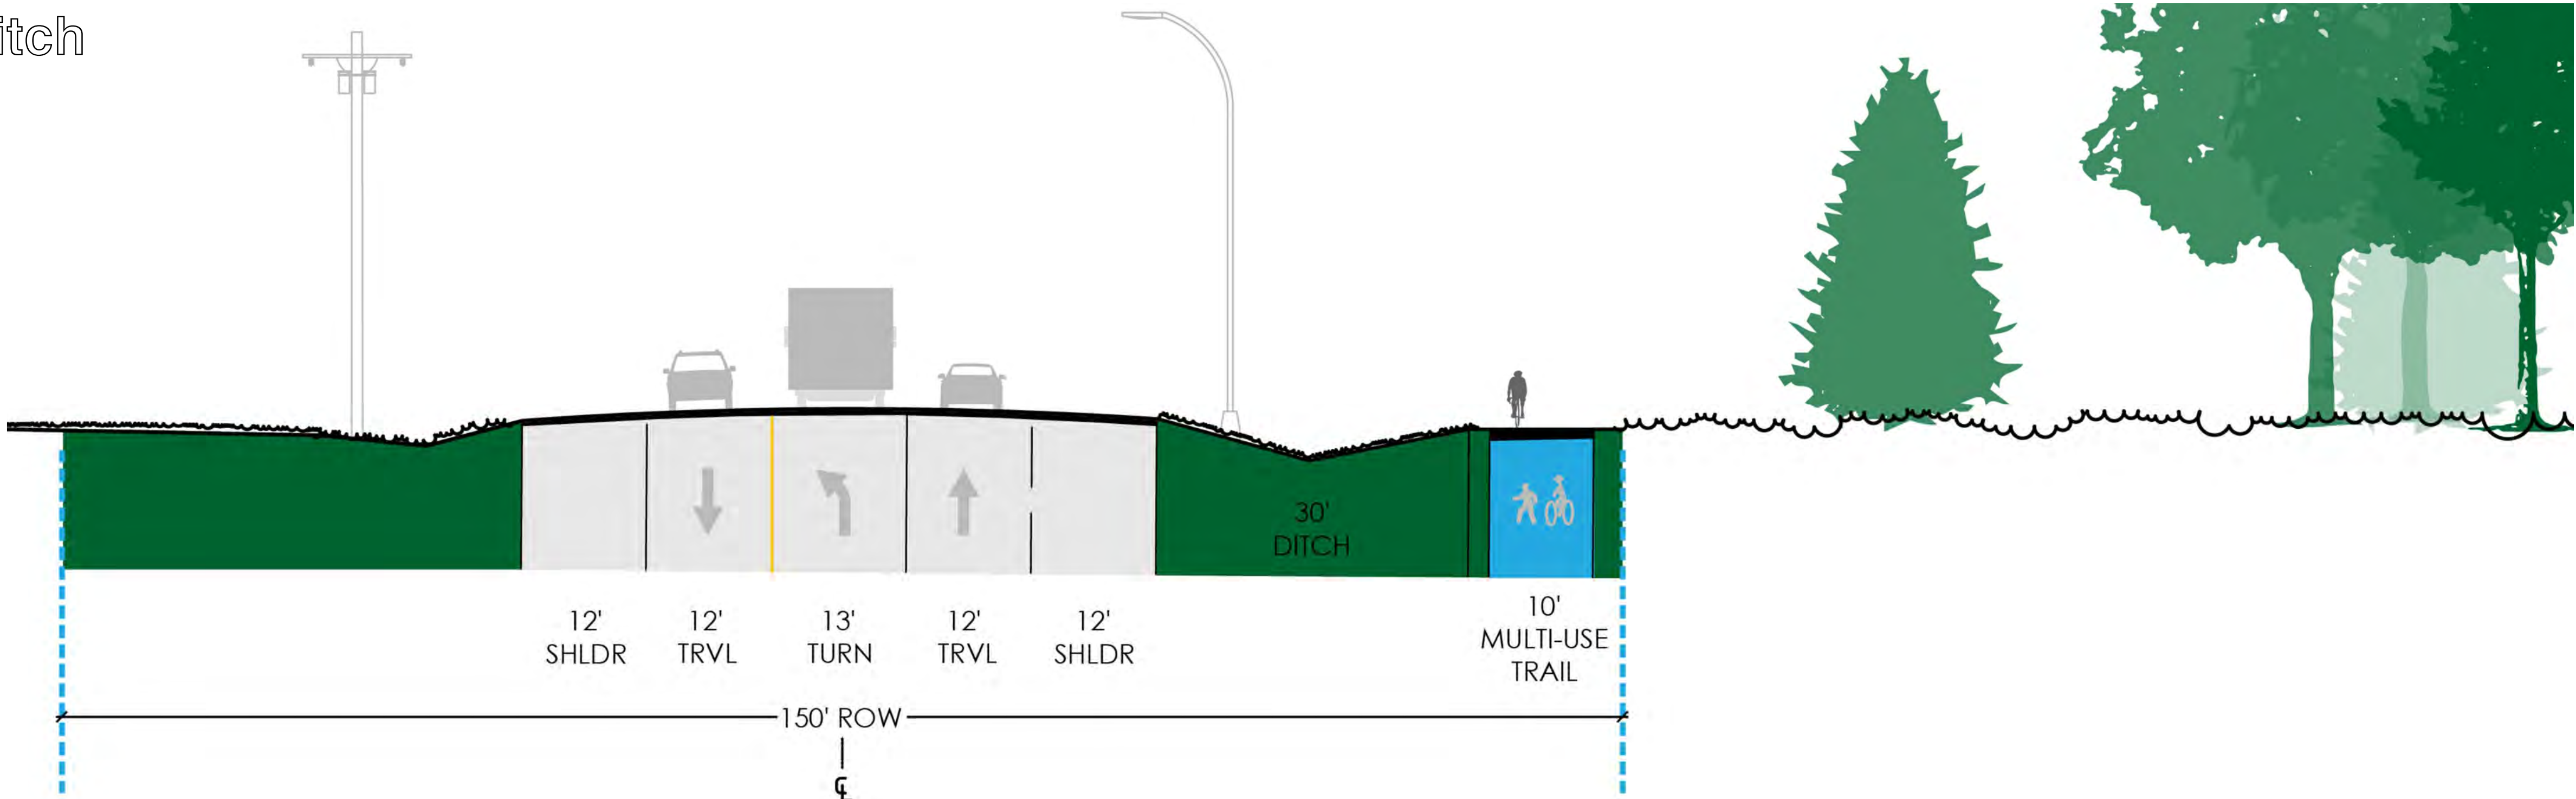 itch
30'
DITCH
12'
SHLDR
12'
TRVL
13'
TURN
12'
TRVL
12'
SHLDR
10'
MULTI-USE
TRAIL
150' ROW
℄